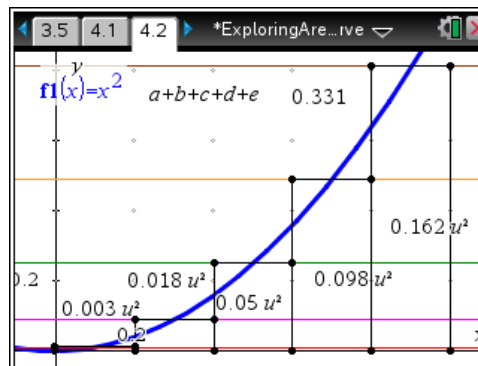 3.5 4.1 4.2 *ExploringAre...rve
y
f1(x)=x²
a+b+c+d+e 0.331
0.162 u²
0.2 0.018 u² 0.098 u²
0.003 u² 0.05 u²
0.2 x